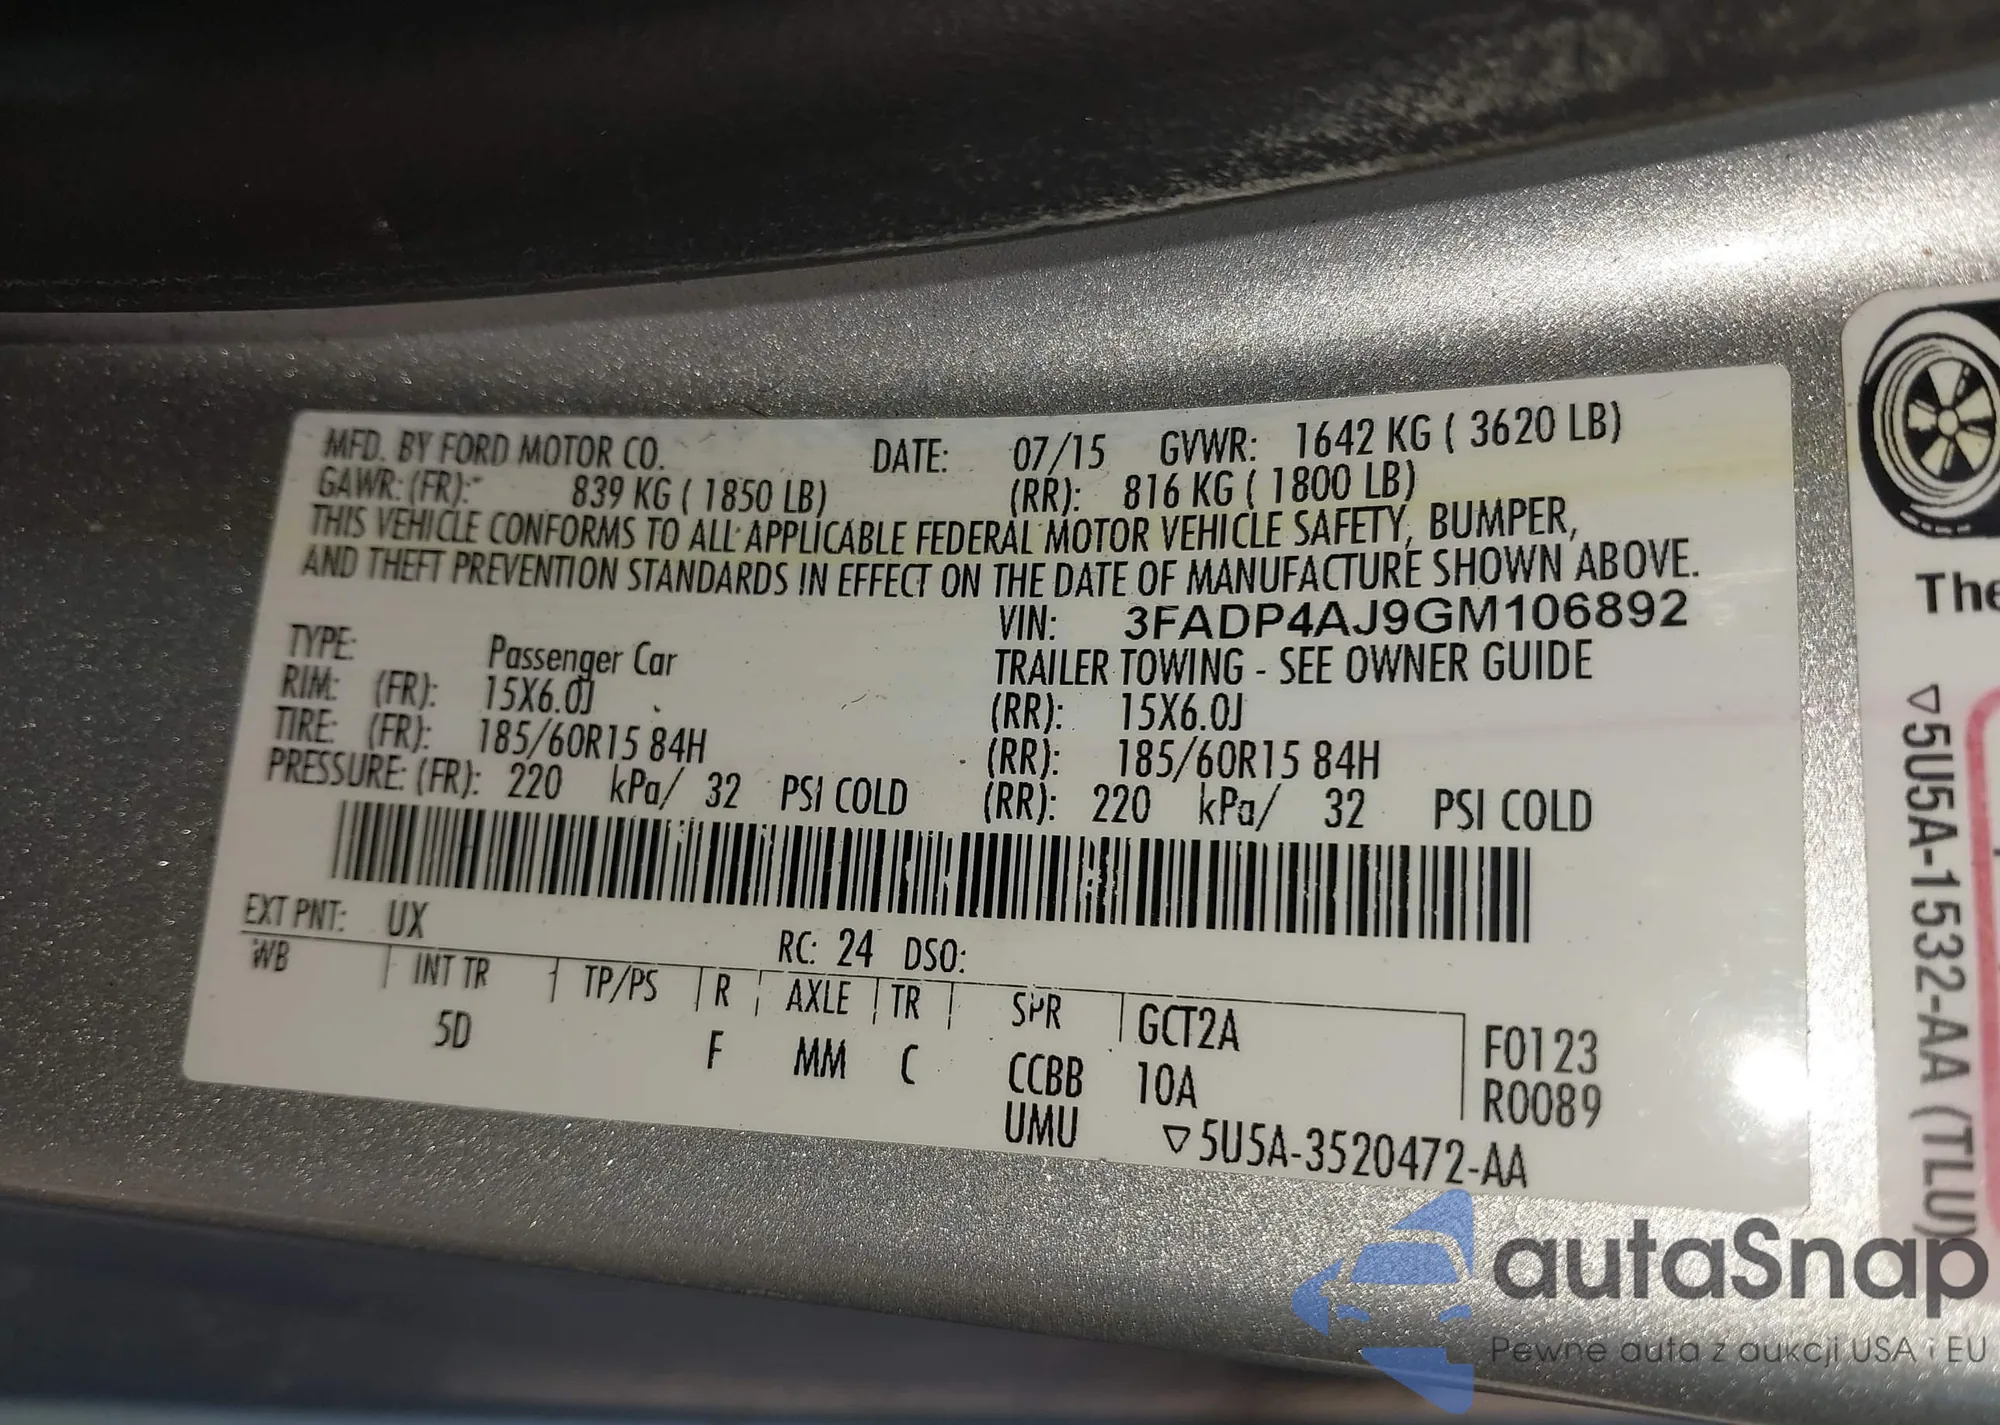 MFD. BY FORD MOTOR CO. DATE: 07/15 GVWR: 1642 KG ( 3620 LB)
GAWR: (FR): 839 KG ( 1850 LB) (RR): 816 KG ( 1800 LB)
THIS VEHICLE CONFORMS TO ALL APPLICABLE FEDERAL MOTOR VEHICLE SAFETY, BUMPER,
AND THEFT PREVENTION STANDARDS IN EFFECT ON THE DATE OF MANUFACTURE SHOWN ABOVE.
VIN: 3FADP4AJ9GM106892
TYPE: Passenger Car TRAILER TOWING - SEE OWNER GUIDE
RIM: (FR): 15X6.0J (RR): 15X6.0J
TIRE: (FR): 185/60R15 84H (RR): 185/60R15 84H
PRESSURE: (FR): 220 kPa/ 32 PSI COLD (RR): 220 kPa/ 32 PSI COLD
EXT PNT: UX RC: 24 DSO:
WB INT TR TP/PS R AXLE TR SPR GCT2A
5D F MM C CCBB 10A F0123
UMU R0089
▽5U5A-3520472-AA
The
▽5U5A-1532-AA (TLU)
autaSnap
Pewne auta z aukcji USA i EU